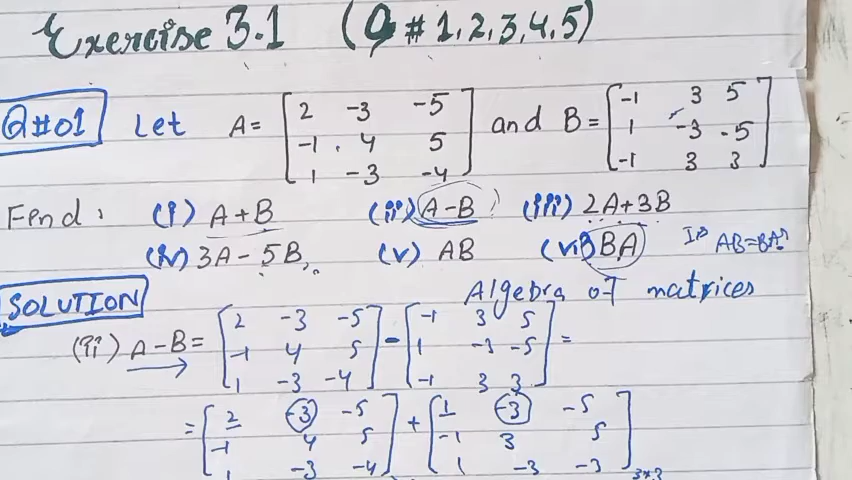 Exercise 3.1 (Q # 1,2,3,4,5)
Q#01 Let A= [2 -3 -5 and B= [-1 3 5
-1 4 5 1 -3 -5
1 -3 -4] -1 3 3]
Fend: (i) A+B (ii) A-B (iii) 2A+3B
(iv) 3A - 5B, (v) AB (vi) BA Is AB=BA?
SOLUTION Algebra of matrices
(ii) A-B= [2 -3 -5 - [-1 3 5
-1 4 5 1 -3 -5 =
1 -3 -4] -1 3 3]
= [2 -3 -5 + [1 -3 -5
-1 4 5 -1 3 5
1 -3 -4] 1 -3 -3] 3*3